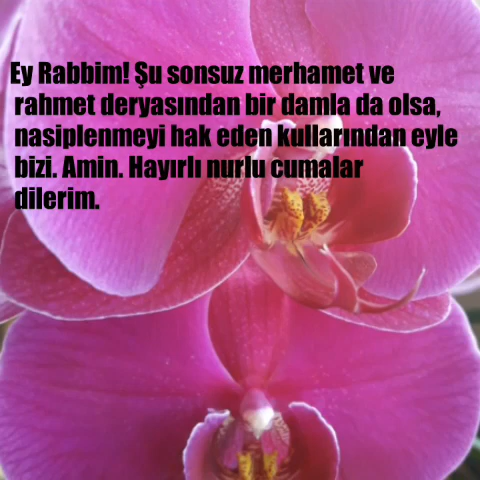 Ey Rabbim! Şu sonsuz merhamet ve
rahmet deryasından bir damla da olsa,
nasiplenmeyi hak eden kullarından eyle
bizi. Amin. Hayırlı nurlu cumalar
dilerim.